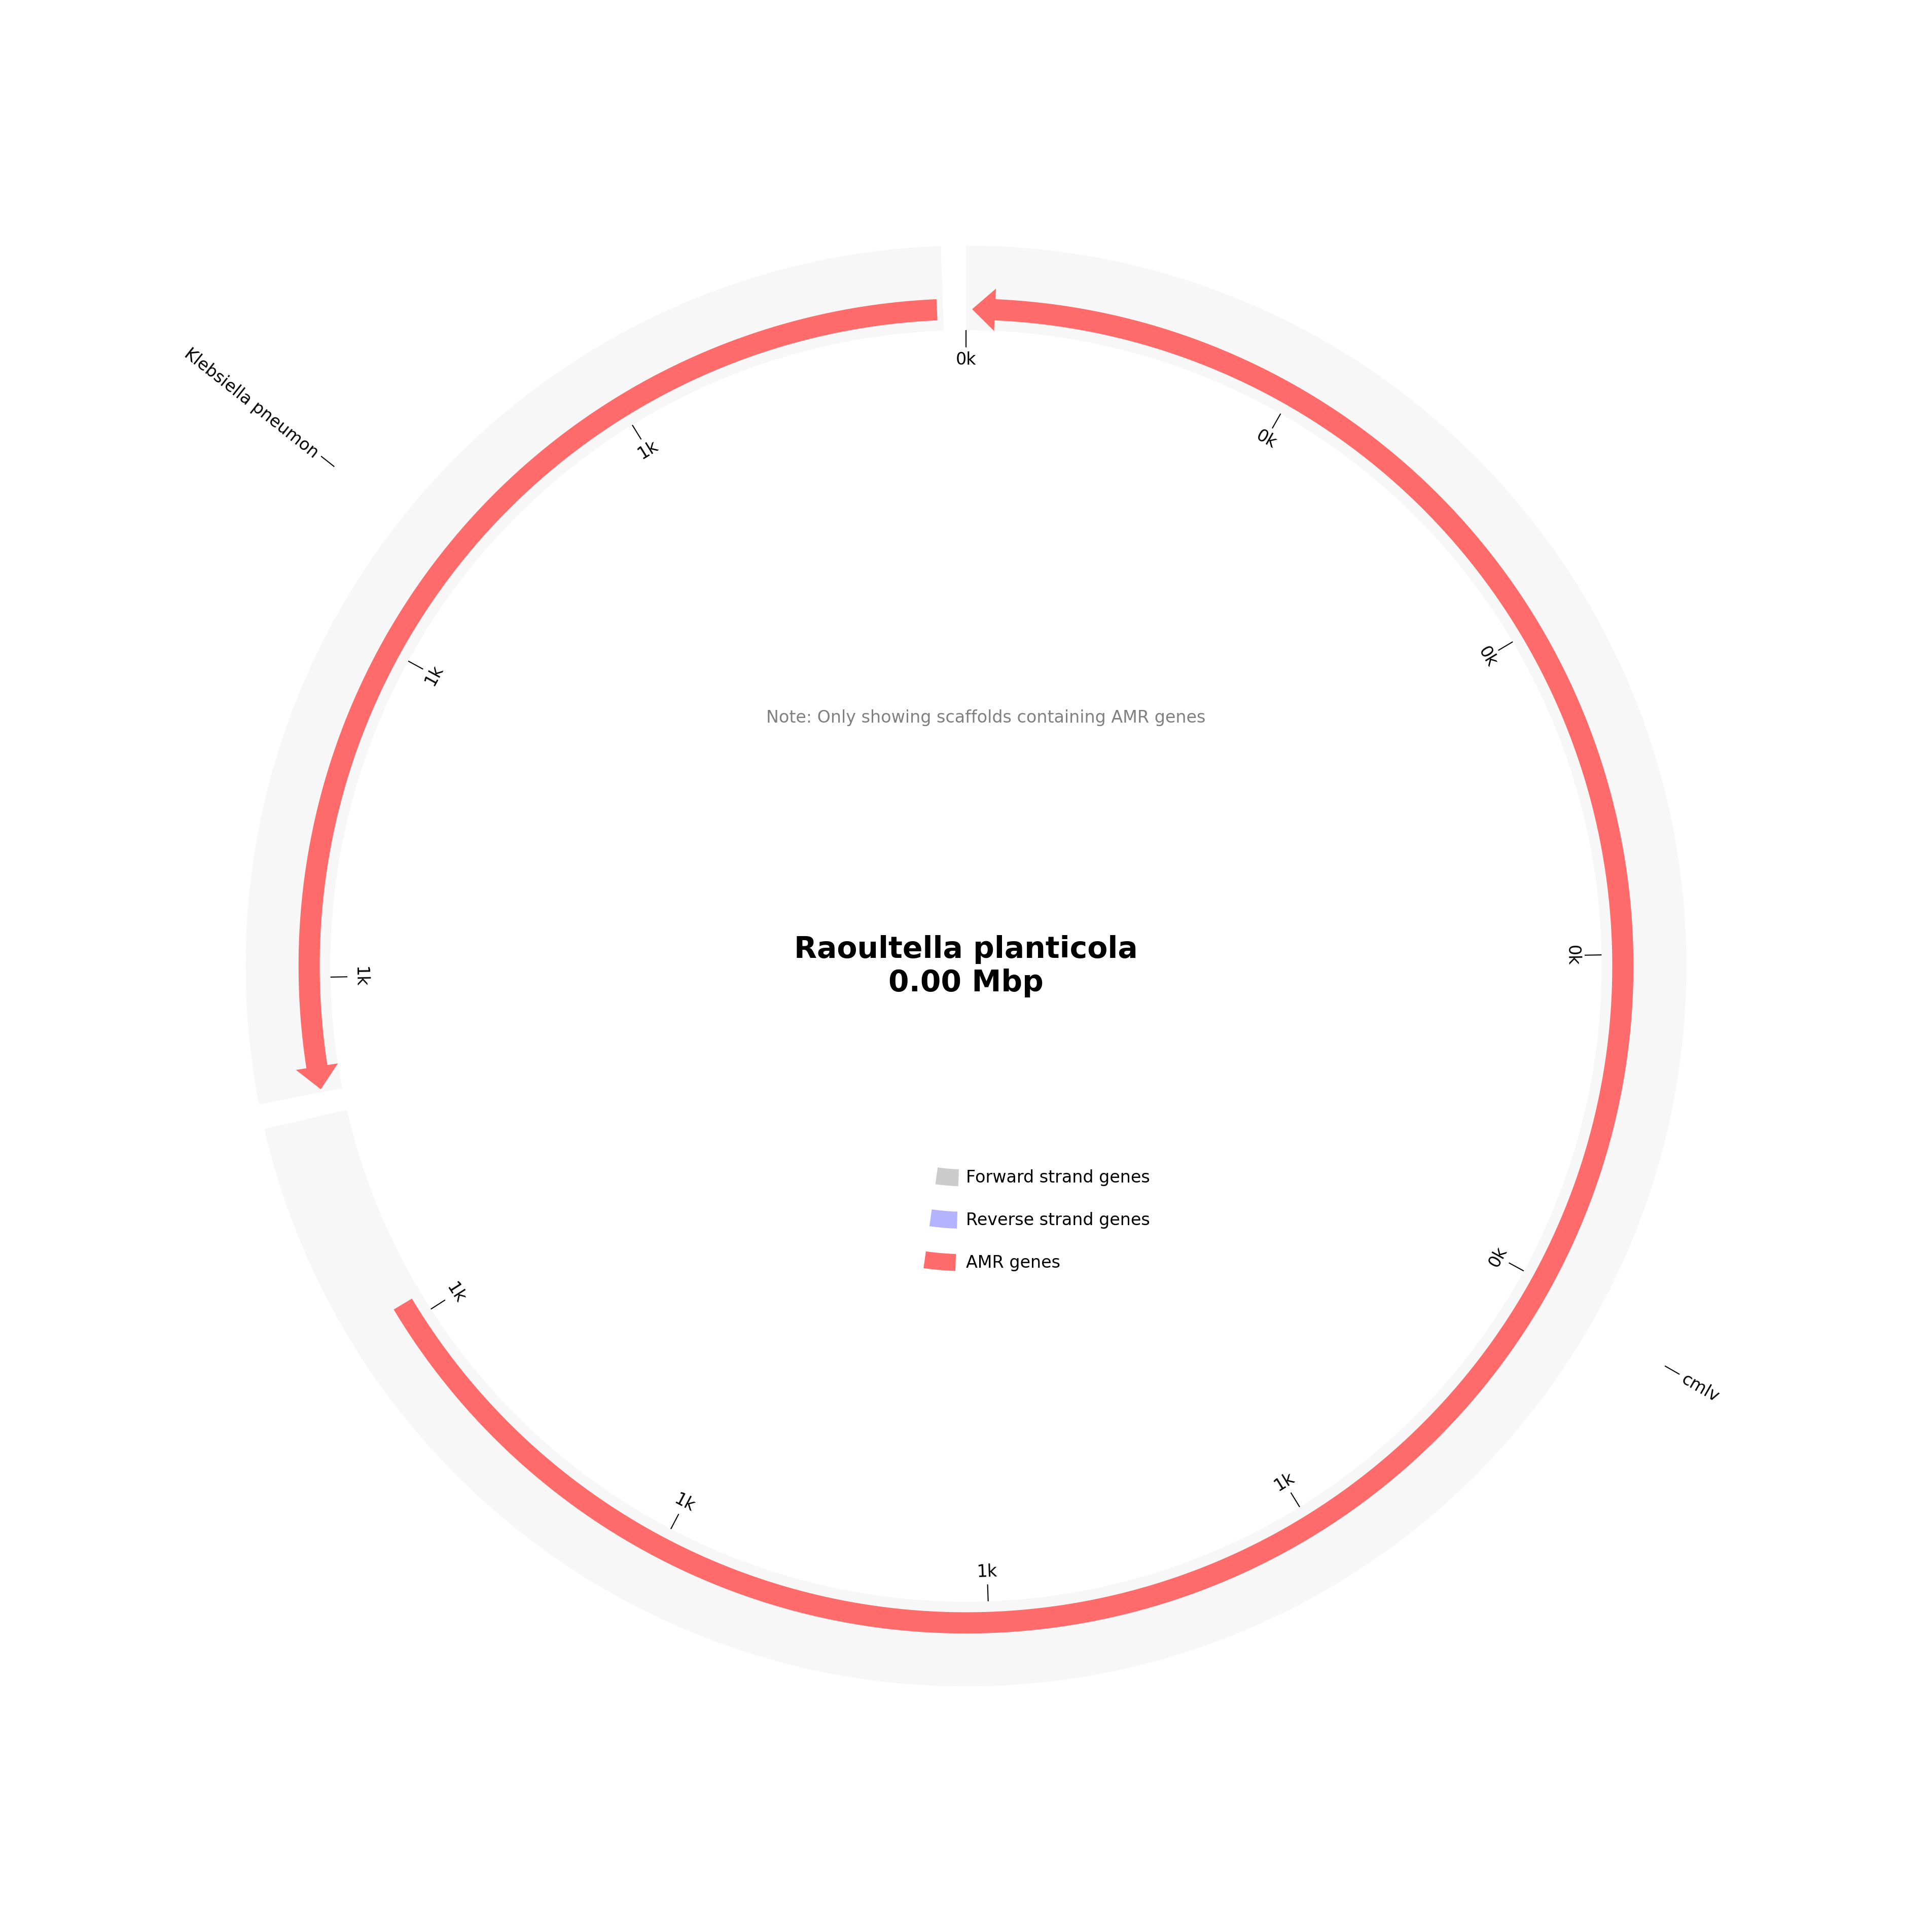 Klebsiella pneumon
0k
0k
1k
1k
0k
Note: Only showing scaffolds containing AMR genes
Raoultella planticola
0.00 Mbp
0k
1k
Forward strand genes
Reverse strand genes
AMR genes
0k
1k
cmlv
1k
1k
1k